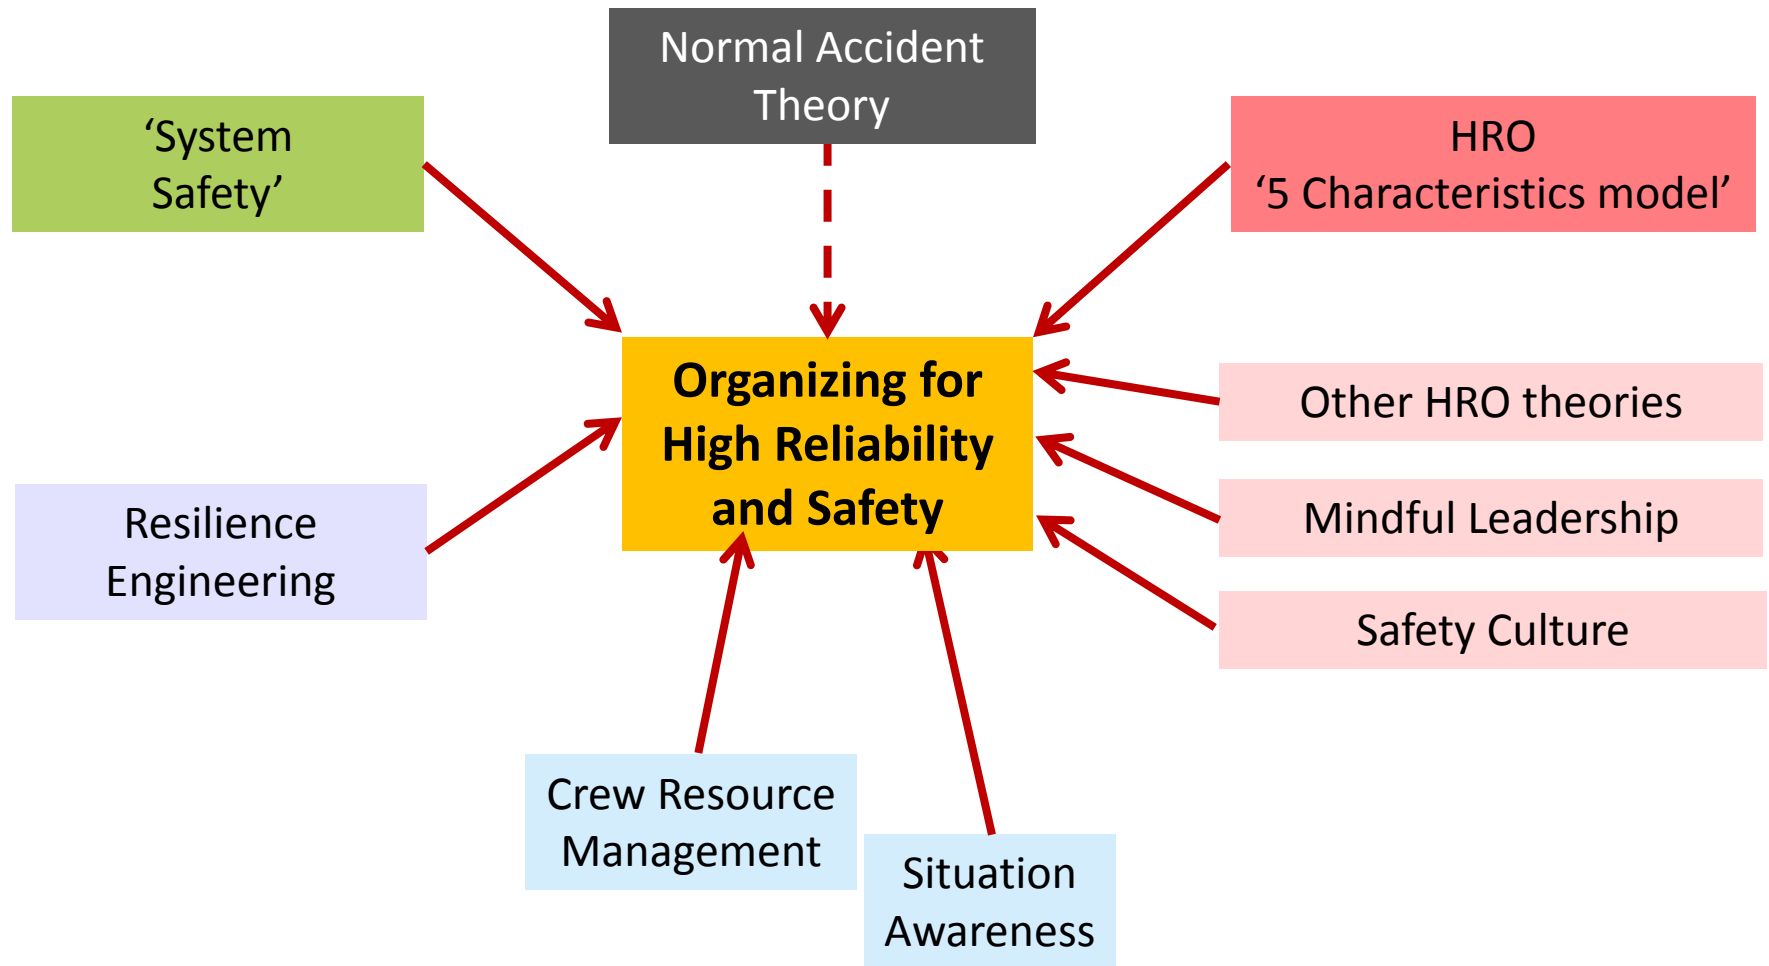 Normal Accident
Theory
‘System
Safety’
HRO
‘5 Characteristics model’
Organizing for
High Reliability
and Safety
Other HRO theories
Mindful Leadership
Safety Culture
Resilience
Engineering
Crew Resource
Management
Situation
Awareness